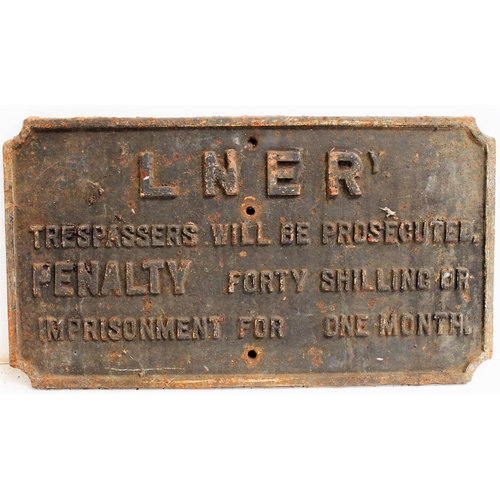 LNERY
TRESPASSERS WILL BE PROSECUTED.
PENALTY FORTY SHILLING OR
IMPRISONMENT FOR ONE MONTH.